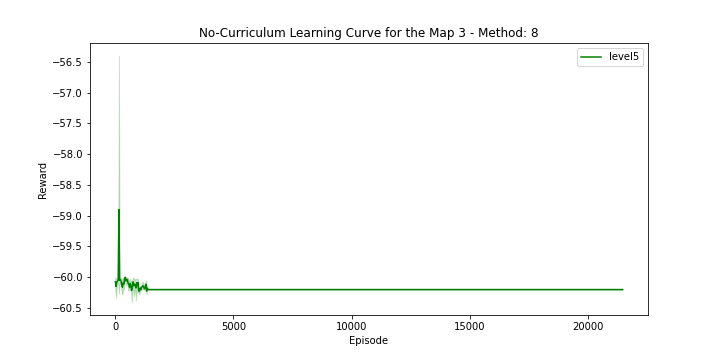 No-Curriculum Learning Curve for the Map 3 - Method: 8
level5
−56.5
−57.0
−57.5
−58.0
−58.5
−59.0
−59.5
−60.0
−60.5
Reward
0 5000 10000 15000 20000
Episode